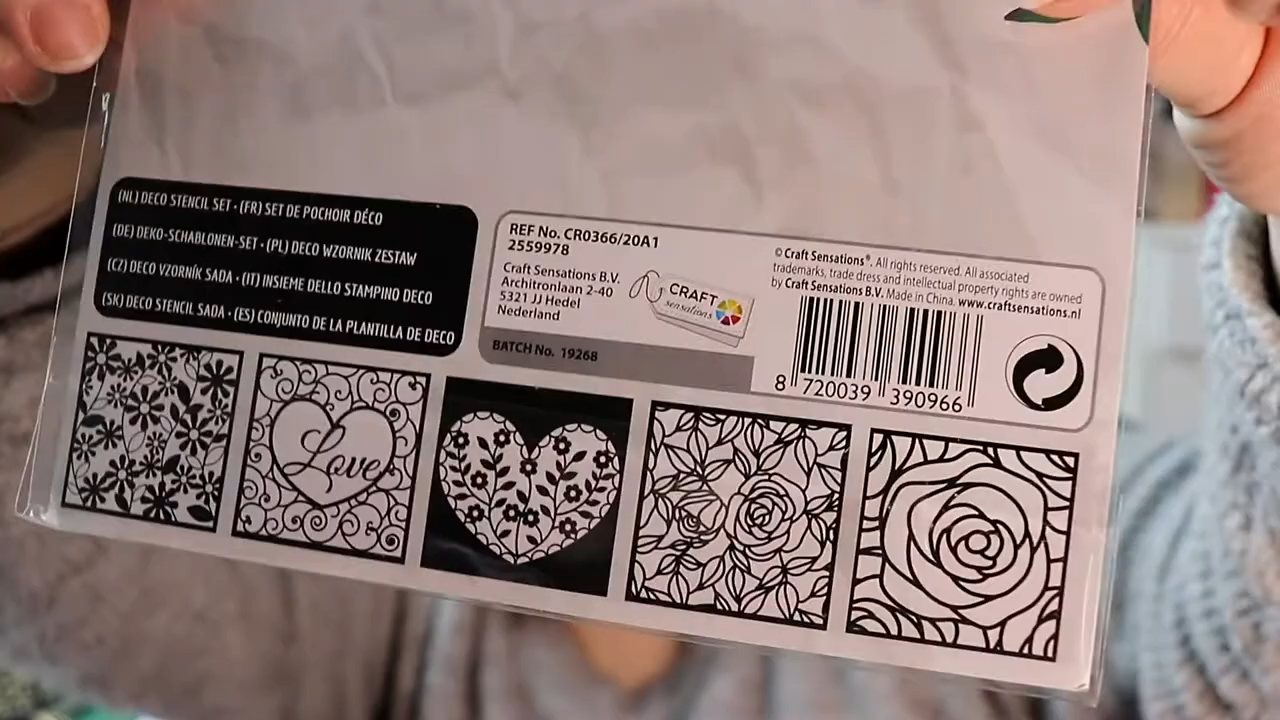 (NL) DECO STENCIL SET • (FR) SET DE POCHOIR DÉCO
(DE) DEKO-SCHABLONEN-SET • (PL) DECO WZORNIK ZESTAW
(CZ) DECO VZORNÍK SADA • (IT) INSIEME DELLO STAMPINO DECO
(SK) DECO STENCIL SADA • (ES) CONJUNTO DE LA PLANTILLA DE DECO
REF No. CR0366/20A1
2559978
Craft Sensations B.V.
Architronlaan 2-40
5321 JJ Hedel
Nederland
CRAFT
sensations
BATCH No. 19268
© Craft Sensations®. All rights reserved. All associated
trademarks, trade dress and intellectual property rights are owned
by Craft Sensations B.V. Made in China. www.craftsensations.nl
8 720039 390966
Love